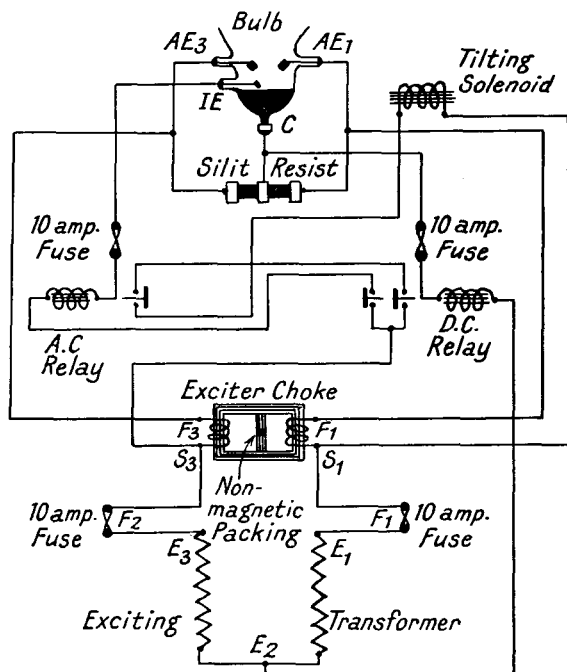 Bulb
AE3
AE1
IE
C
Tilting
Solenoid
Silit Resist
10 amp.
Fuse
10 amp.
Fuse
A.C
Relay
D.C.
Relay
Exciter Choke
F3
F1
S3
S1
Non-
magnetic
Packing
10 amp.
Fuse
F2
F1
10 amp.
Fuse
E3
E1
Exciting
Transformer
E2